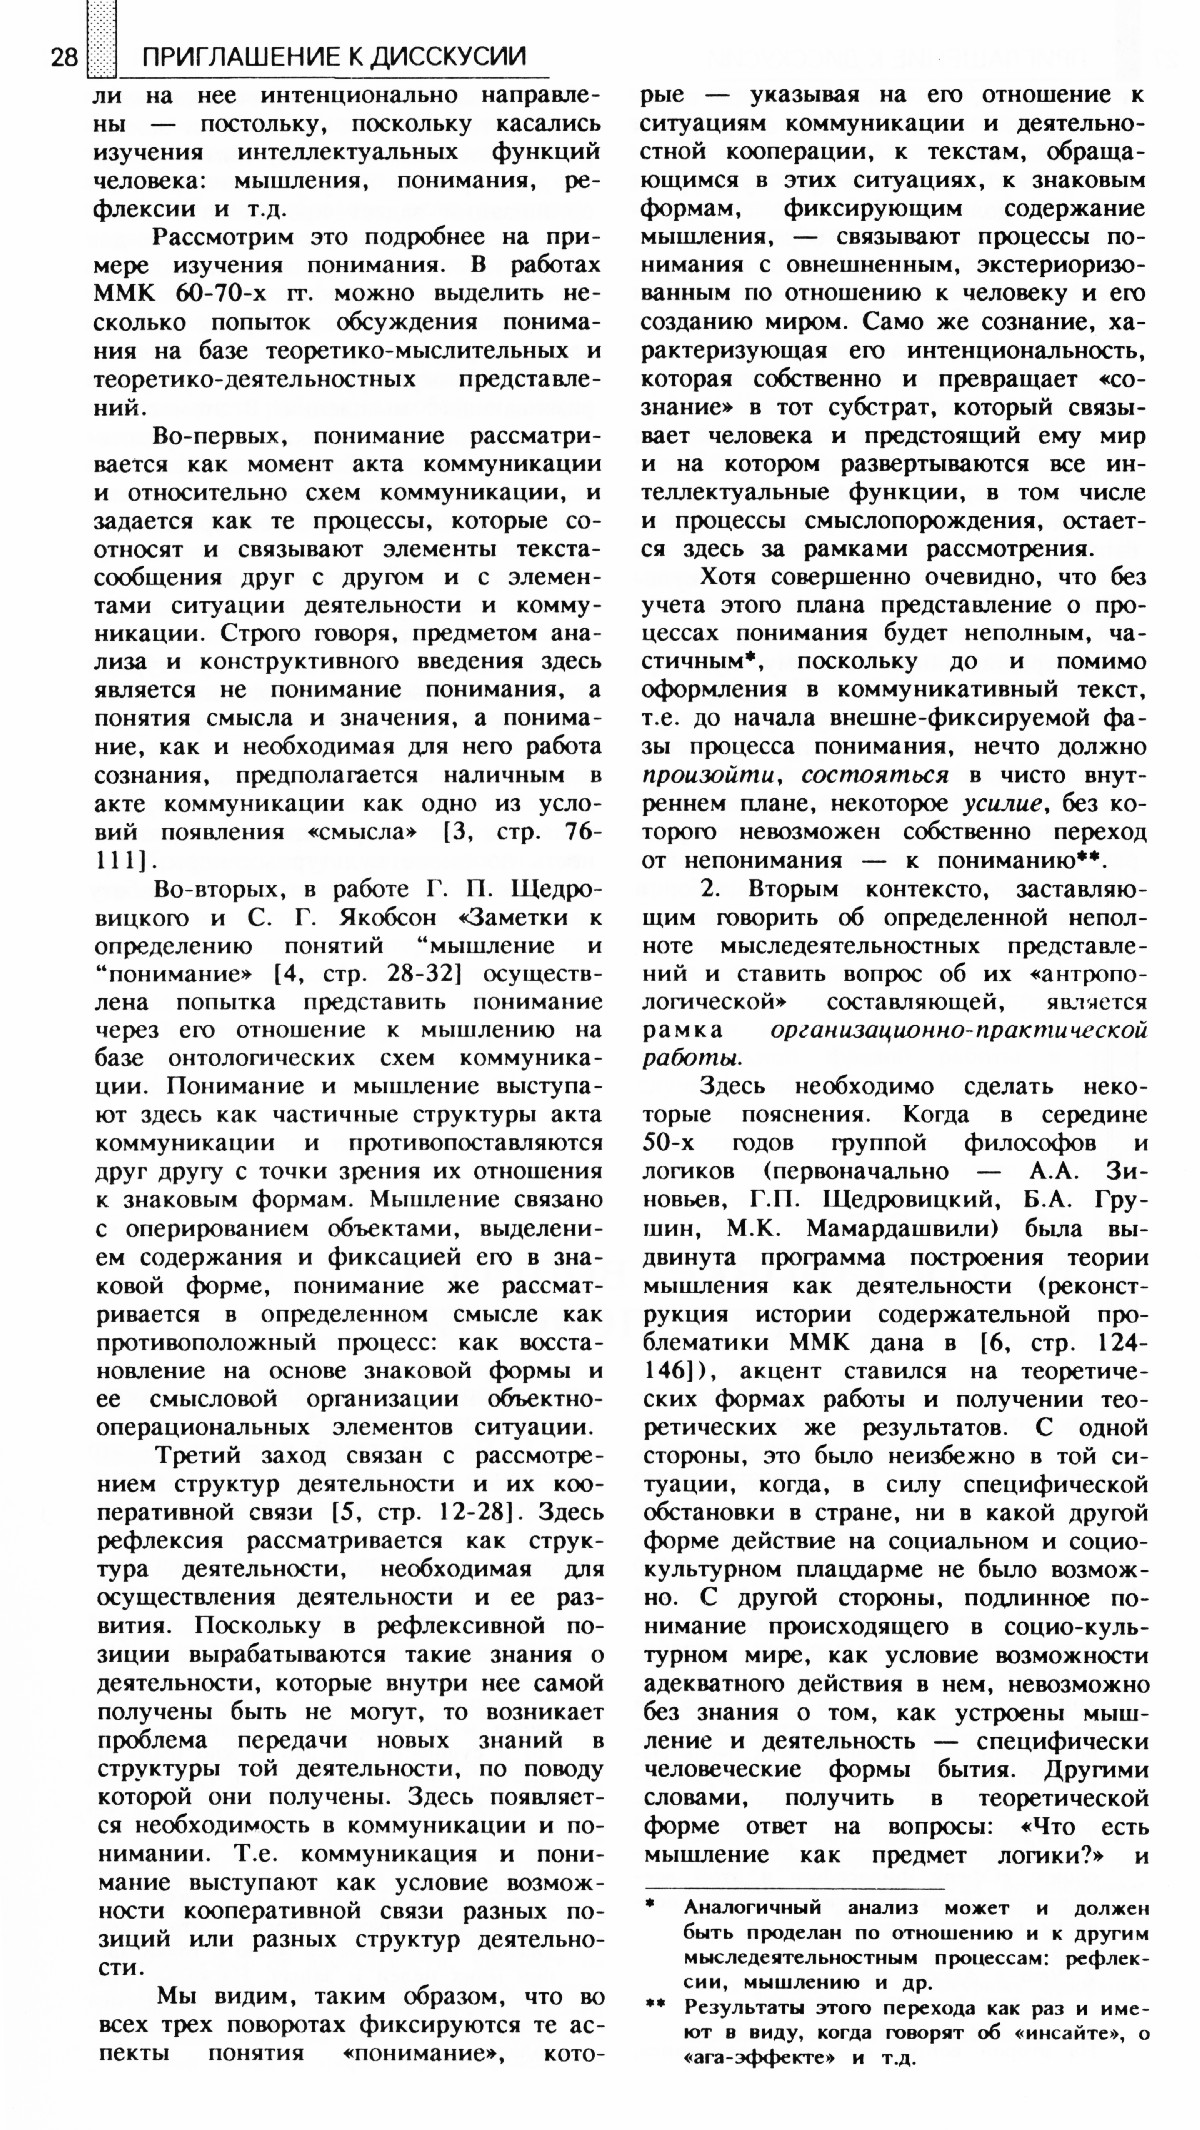 28
ПРИГЛАШЕНИЕ К ДИССКУСИИ
ли на нее интенционально направле-
ны — постольку, поскольку касались
изучения интеллектуальных функций
человека: мышления, понимания, ре-
флексии и т.д.
Рассмотрим это подробнее на при-
мере изучения понимания. В работах
ММК 60-70-х гг. можно выделить не-
сколько попыток обсуждения понима-
ния на базе теоретико-мыслительных и
теоретико-деятельностных представле-
ний.
Во-первых, понимание рассматри-
вается как момент акта коммуникации
и относительно схем коммуникации, и
задается как те процессы, которые со-
относят и связывают элементы текста-
сообщения друг с другом и с элемен-
тами ситуации деятельности и комму-
никации. Строго говоря, предметом ана-
лиза и конструктивного введения здесь
является не понимание понимания, а
понятия смысла и значения, а понима-
ние, как и необходимая для него работа
сознания, предполагается наличным в
акте коммуникации как одно из усло-
вий появления «смысла» [3, стр. 76-
111].
Во-вторых, в работе Г. П. Щедро-
вицкого и С. Г. Якобсон «Заметки к
определению понятий “мышление и
“понимание» [4, стр. 28-32] осуществ-
лена попытка представить понимание
через его отношение к мышлению на
базе онтологических схем коммуника-
ции. Понимание и мышление выступа-
ют здесь как частичные структуры акта
коммуникации и противопоставляются
друг другу с точки зрения их отношения
к знаковым формам. Мышление связано
с оперированием объектами, выделени-
ем содержания и фиксацией его в зна-
ковой форме, понимание же рассмат-
ривается в определенном смысле как
противоположный процесс: как восста-
новление на основе знаковой формы и
ее смысловой организации объектно-
операциональных элементов ситуации.
Третий заход связан с рассмотре-
нием структур деятельности и их коо-
перативной связи [5, стр. 12-28]. Здесь
рефлексия рассматривается как струк-
тура деятельности, необходимая для
осуществления деятельности и ее раз-
вития. Поскольку в рефлексивной по-
зиции вырабатываются такие знания о
деятельности, которые внутри нее самой
получены быть не могут, то возникает
проблема передачи новых знаний в
структуры той деятельности, по поводу
которой они получены. Здесь появляет-
ся необходимость в коммуникации и по-
нимании. Т.е. коммуникация и пони-
мание выступают как условие возмож-
ности кооперативной связи разных по-
зиций или разных структур деятельно-
сти.
Мы видим, таким образом, что во
всех трех поворотах фиксируются те ас-
пекты понятия «понимание», кото-
рые — указывая на его отношение к
ситуациям коммуникации и деятельно-
стной кооперации, к текстам, обраща-
ющимся в этих ситуациях, к знаковым
формам, фиксирующим содержание
мышления, — связывают процессы по-
нимания с овнешненным, экстериоризо-
ванным по отношению к человеку и его
созданию миром. Само же сознание, ха-
рактеризующая его интенциональность,
которая собственно и превращает «со-
знание» в тот субстрат, который связы-
вает человека и предстоящий ему мир
и на котором развертываются все ин-
теллектуальные функции, в том числе
и процессы смыслопорождения, остает-
ся здесь за рамками рассмотрения.
Хотя совершенно очевидно, что без
учета этого плана представление о про-
цессах понимания будет неполным, ча-
стичным*, поскольку до и помимо
оформления в коммуникативный текст,
т.е. до начала внешне-фиксируемой фа-
зы процесса понимания, нечто должно
произойти, состояться в чисто внут-
реннем плане, некоторое усилие, без ко-
торого невозможен собственно переход
от непонимания — к пониманию**.
2. Вторым контексто, заставляю-
щим говорить об определенной непол-
ноте мыследеятельностных представле-
ний и ставить вопрос об их «антропо-
логической» составляющей, является
рамка организационно-практической
работы.
Здесь необходимо сделать неко-
торые пояснения. Когда в середине
50-х годов группой философов и
логиков (первоначально — А.А. Зи-
новьев, Г.П. Щедровицкий, Б.А. Гру-
шин, М.К. Мамардашвили) была вы-
двинута программа построения теории
мышления как деятельности (реконст-
рукция истории содержательной про-
блематики ММК дана в [6, стр. 124-
146]), акцент ставился на теоретиче-
ских формах работы и получении тео-
ретических же результатов. С одной
стороны, это было неизбежно в той си-
туации, когда, в силу специфической
обстановки в стране, ни в какой другой
форме действие на социальном и социо-
культурном плацдарме не было возмож-
но. С другой стороны, подлинное по-
нимание происходящего в социо-куль-
турном мире, как условие возможности
адекватного действия в нем, невозможно
без знания о том, как устроены мыш-
ление и деятельность — специфически
человеческие формы бытия. Другими
словами, получить в теоретической
форме ответ на вопросы: «Что есть
мышление как предмет логики?» и
* Аналогичный анализ может и должен
быть проделан по отношению и к другим
мыследеятельностным процессам: рефлек-
сии, мышлению и др.
** Результаты этого перехода как раз и име-
ют в виду, когда говорят об «инсайте», о
«ага-эффекте» и т.д.